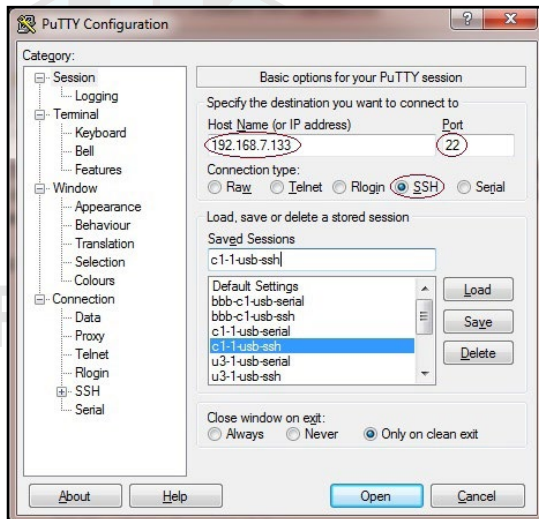 PuTTY Configuration
Category:
Session
Logging
Terminal
Keyboard
Bell
Features
Window
Appearance
Behaviour
Translation
Selection
Colours
Connection
Data
Proxy
Telnet
Rlogin
SSH
Serial
Basic options for your PuTTY session
Specify the destination you want to connect to
Host Name (or IP address) Port
192.168.7.133 22
Connection type:
Raw Telnet Rlogin SSH Serial
Load, save or delete a stored session
Saved Sessions
c1-1-usb-ssh
Default Settings
bbb-c1-usb-serial
bbb-c1-usb-ssh
c1-1-usb-serial
c1-1-usb-ssh
u3-1-usb-serial
u3-1-usb-ssh
Load
Save
Delete
Close window on exit:
Always Never Only on clean exit
About Help Open Cancel